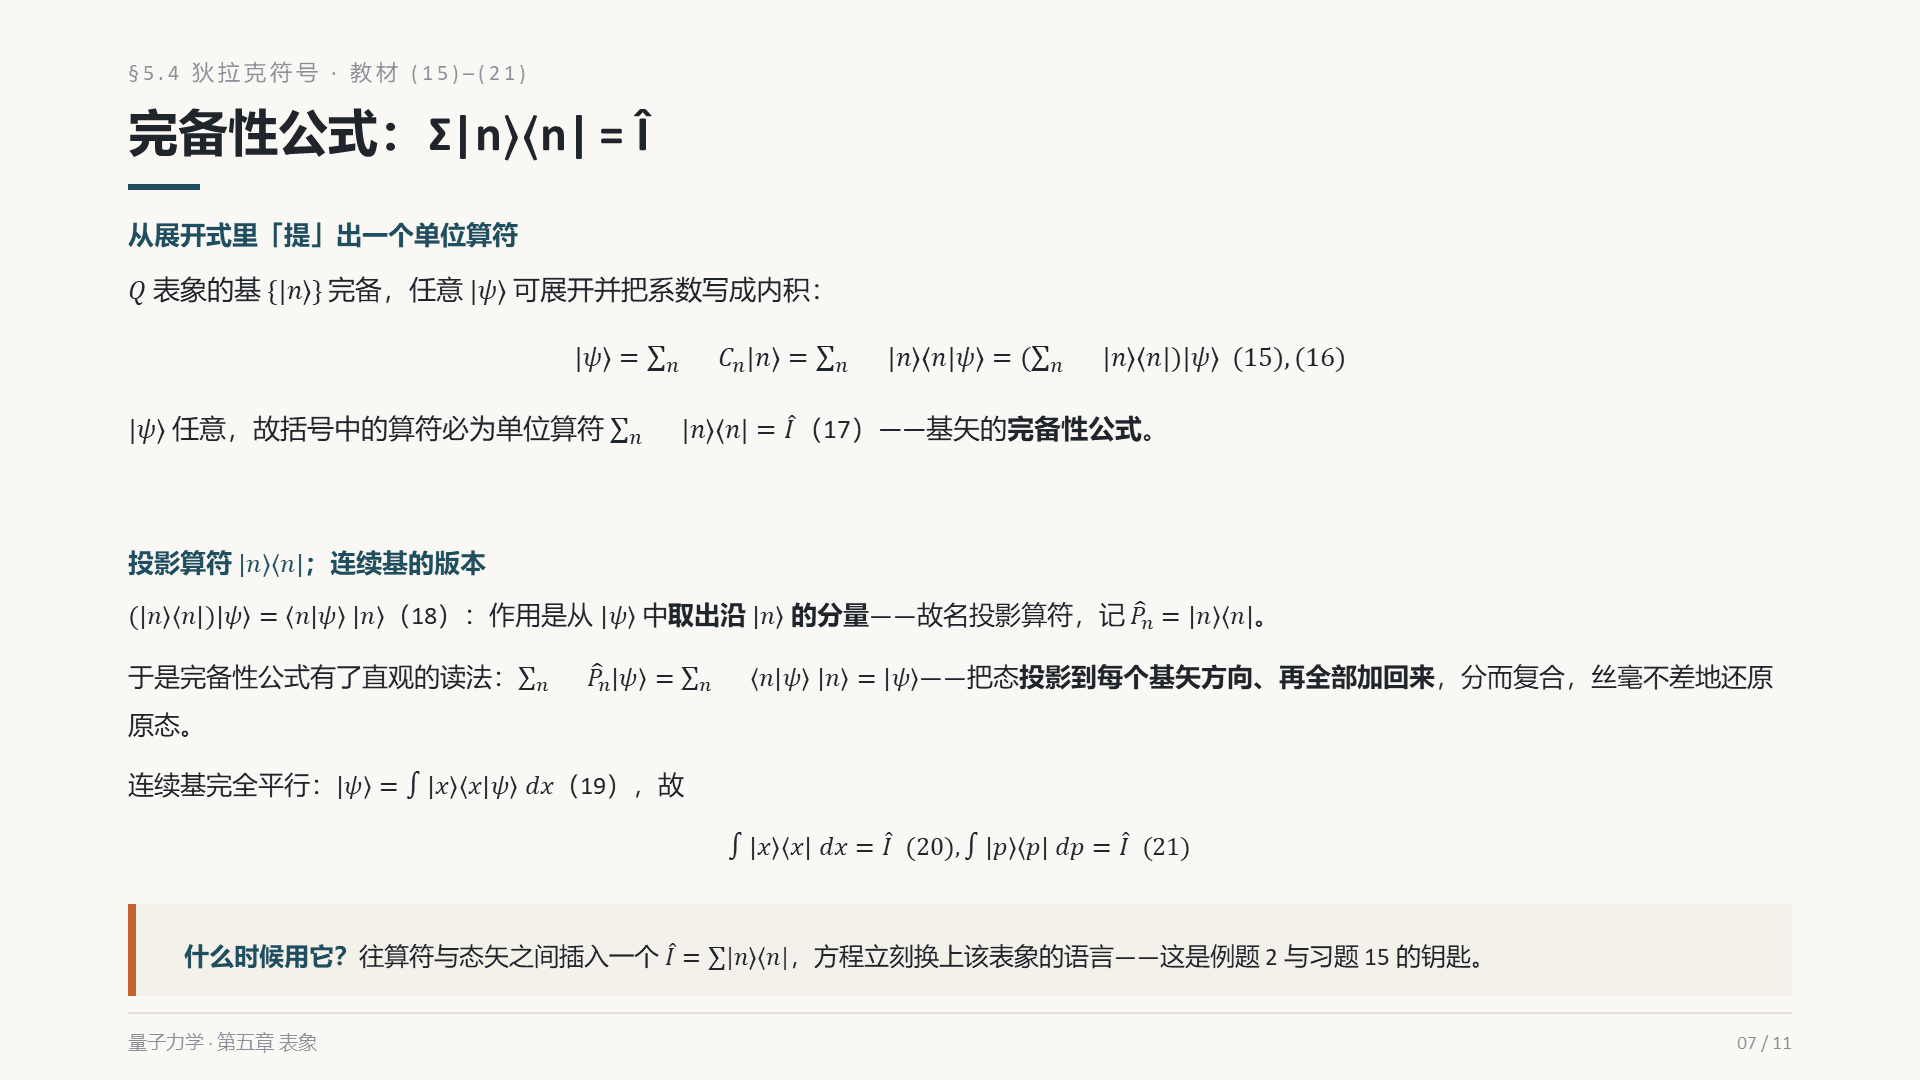 §5.4 狄拉克符号 · 教材 (15)–(21)
完备性公式：Σ|n⟩⟨n| = Î
从展开式里「提」出一个单位算符
Q 表象的基 {|n⟩} 完备，任意 |ψ⟩ 可展开并把系数写成内积：
|ψ⟩ = ∑ₙ Cₙ|n⟩ = ∑ₙ |n⟩⟨n|ψ⟩ = (∑ₙ |n⟩⟨n|)|ψ⟩ (15), (16)
|ψ⟩ 任意，故括号中的算符必为单位算符 ∑ₙ |n⟩⟨n| = Î（17）——基矢的完备性公式。
投影算符 |n⟩⟨n|；连续基的版本
(|n⟩⟨n|)|ψ⟩ = ⟨n|ψ⟩ |n⟩（18）：作用是从 |ψ⟩ 中取出沿 |n⟩ 的分量——故名投影算符，记 P̂ₙ = |n⟩⟨n|。
于是完备性公式有了直观的读法：∑ₙ P̂ₙ|ψ⟩ = ∑ₙ ⟨n|ψ⟩ |n⟩ = |ψ⟩——把态投影到每个基矢方向、再全部加回来，分而复合，丝毫不差地还原
原态。
连续基完全平行：|ψ⟩ = ∫ |x⟩⟨x|ψ⟩ dx（19），故
∫ |x⟩⟨x| dx = Î (20), ∫ |p⟩⟨p| dp = Î (21)
什么时候用它？往算符与态矢之间插入一个 Î = ∑|n⟩⟨n|，方程立刻换上该表象的语言——这是例题 2 与习题 15 的钥匙。
量子力学 · 第五章 表象
07 / 11